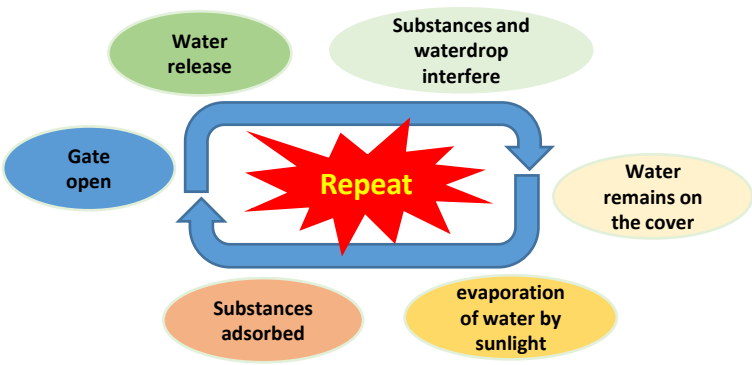 Water
release
Substances and
waterdrop
interfere
Gate
open
Repeat
Water
remains on
the cover
Substances
adsorbed
evaporation
of water by
sunlight